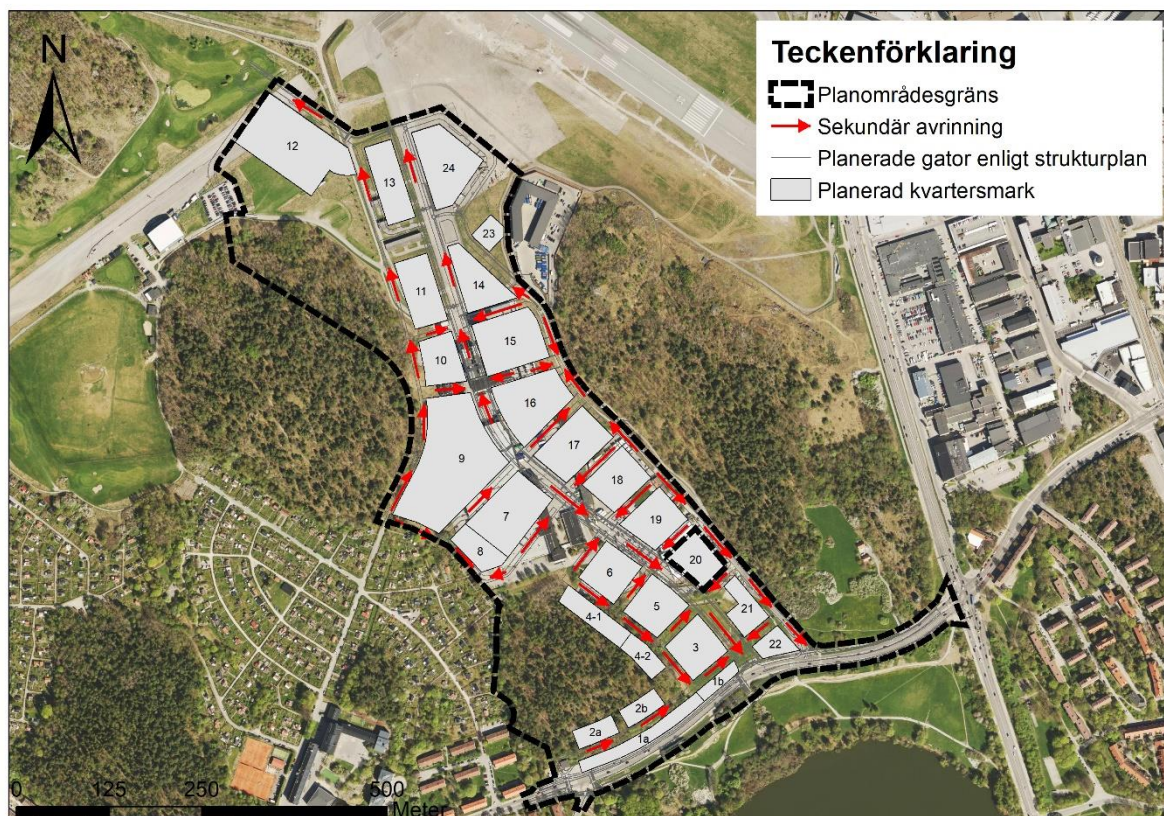 N
Teckenförklaring
Planområdesgräns
Sekundär avrinning
Planerade gator enligt strukturplan
Planerad kvartersmark
12
13
24
23
11
14
10
15
16
9
17
7
18
8
19
20
6
21
4-1
5
22
4-2
3
1b
2b
2a
1a
0 250 500
Meter